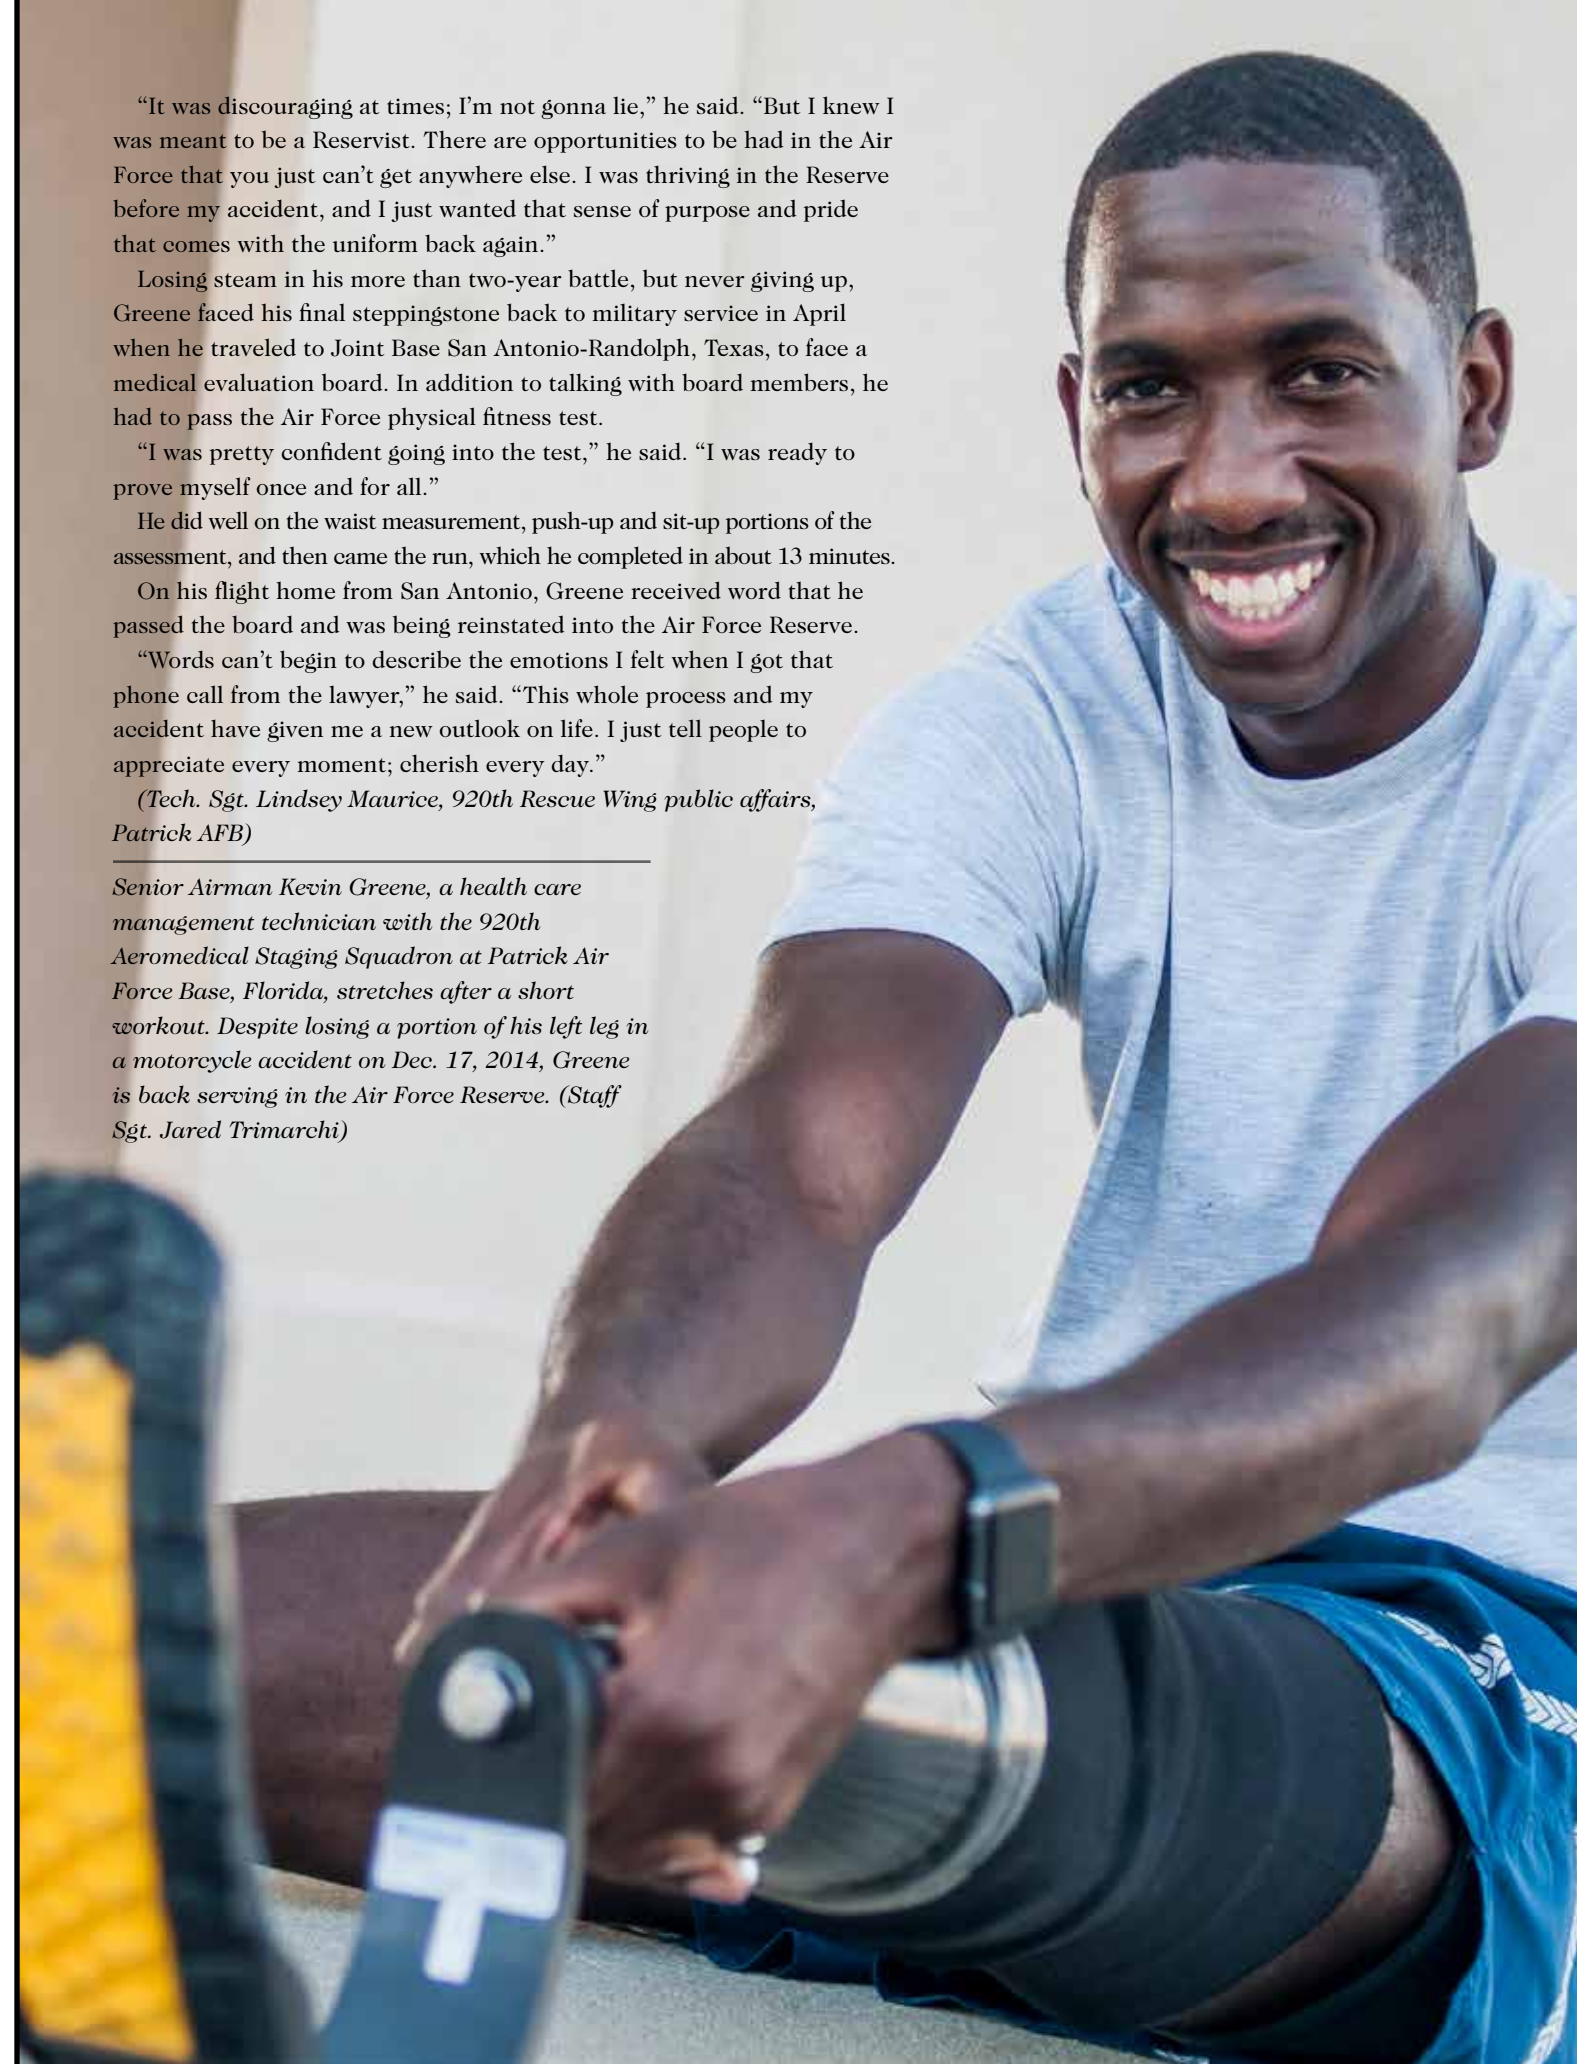 “It was discouraging at times; I'm not gonna lie,” he said. “But I knew I
was meant to be a Reservist. There are opportunities to be had in the Air
Force that you just can’t get anywhere else. I was thriving in the Reserve
before my accident, and I just wanted that sense of purpose and pride
that comes with the uniform back again.”
Losing steam in his more than two-year battle, but never giving up,
Greene faced his final steppingstone back to military service in April
when he traveled to Joint Base San Antonio-Randolph, Texas, to face a
medical evaluation board. In addition to talking with board members, he
had to pass the Air Force physical fitness test.
“I was pretty confident going into the test,” he said. “I was ready to
prove myself once and for all.”
He did well on the waist measurement, push-up and sit-up portions of the
assessment, and then came the run, which he completed in about 13 minutes.
On his flight home from San Antonio, Greene received word that he
passed the board and was being reinstated into the Air Force Reserve.
“Words can’t begin to describe the emotions I felt when I got that
phone call from the lawyer,” he said. “This whole process and my
accident have given me a new outlook on life. I just tell people to
appreciate every moment; cherish every day.”
(Tech. Sgt. Lindsey Maurice, 920th Rescue Wing public affairs,
Patrick AFB)
Senior Airman Kevin Greene, a health care
management technician with the 920th
Aeromedical Staging Squadron at Patrick Air
Force Base, Florida, stretches after a short
workout. Despite losing a portion of his left leg in
a motorcycle accident on Dec. 17, 2014, Greene
is back serving in the Air Force Reserve. (Staff
Sgt. Jared Trimarchi)